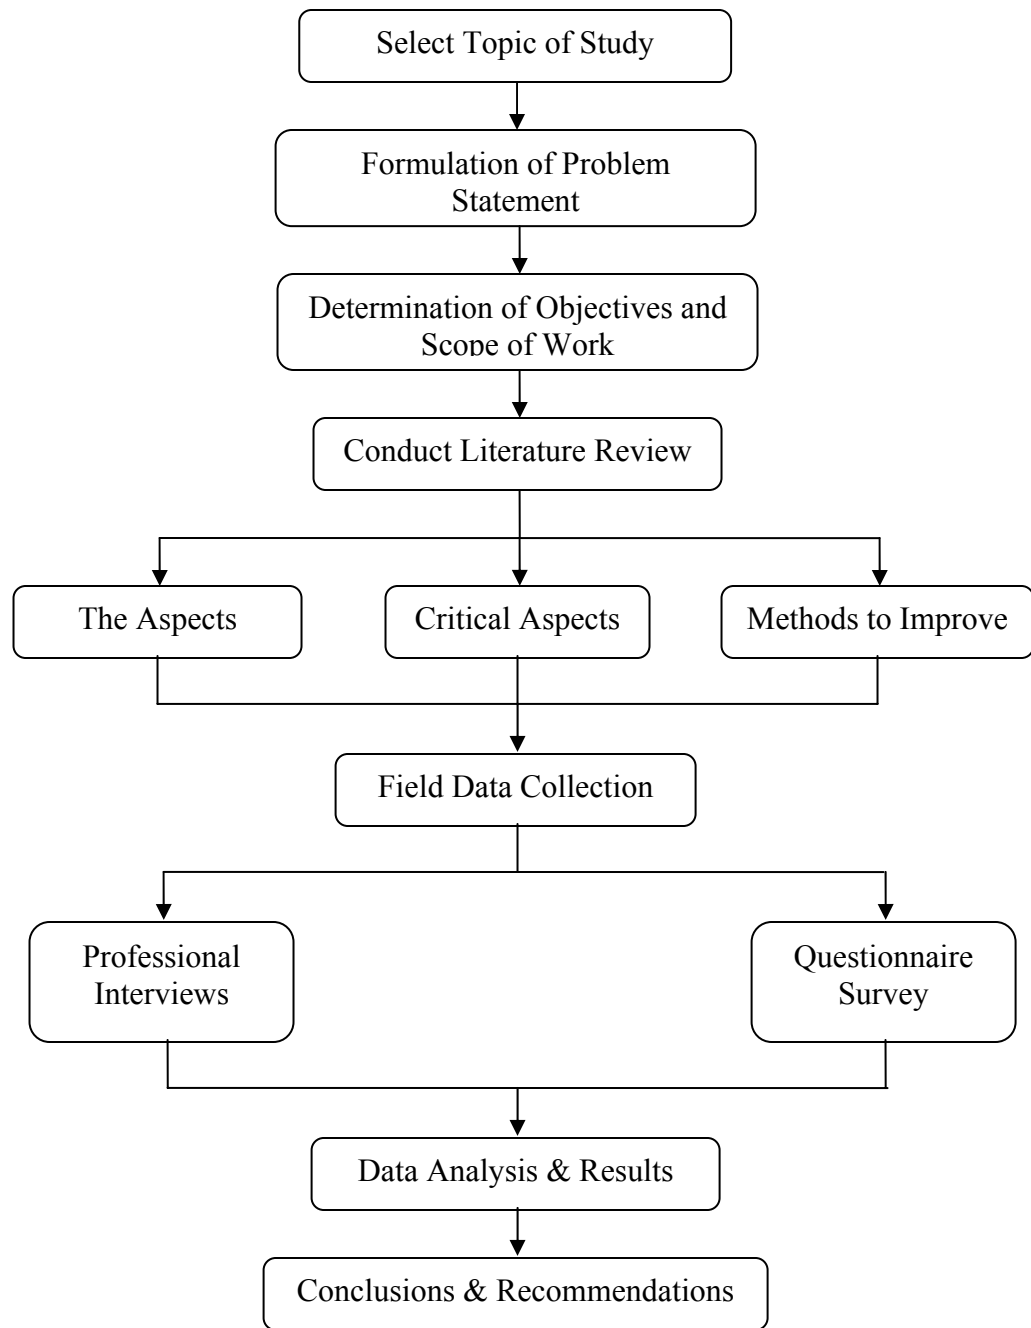 Select Topic of Study
Formulation of Problem
Statement
Determination of Objectives and
Scope of Work
Conduct Literature Review
The Aspects
Critical Aspects
Methods to Improve
Field Data Collection
Professional
Interviews
Questionnaire
Survey
Data Analysis & Results
Conclusions & Recommendations